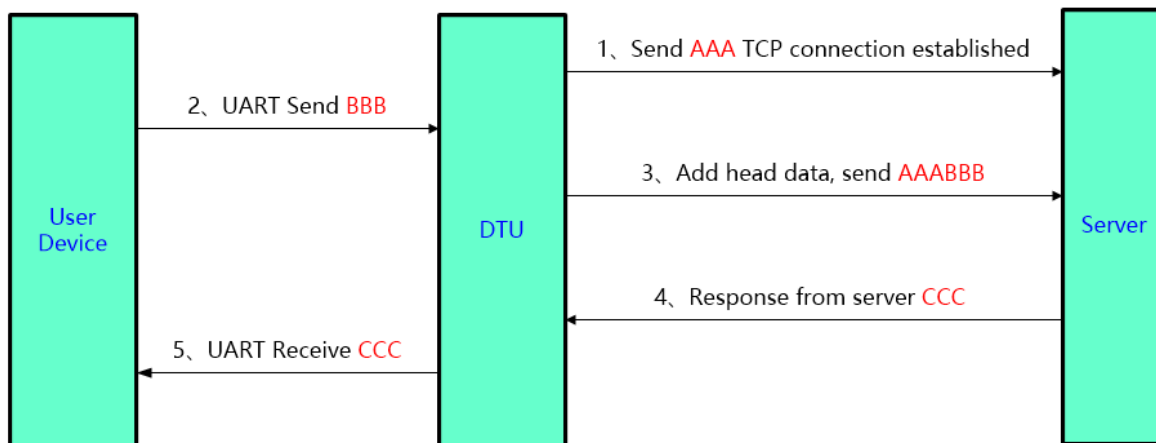 1、Send AAA TCP connection established
2、UART Send BBB
3、Add head data, send AAABBB
User
Device
DTU
Server
4、Response from server CCC
5、UART Receive CCC